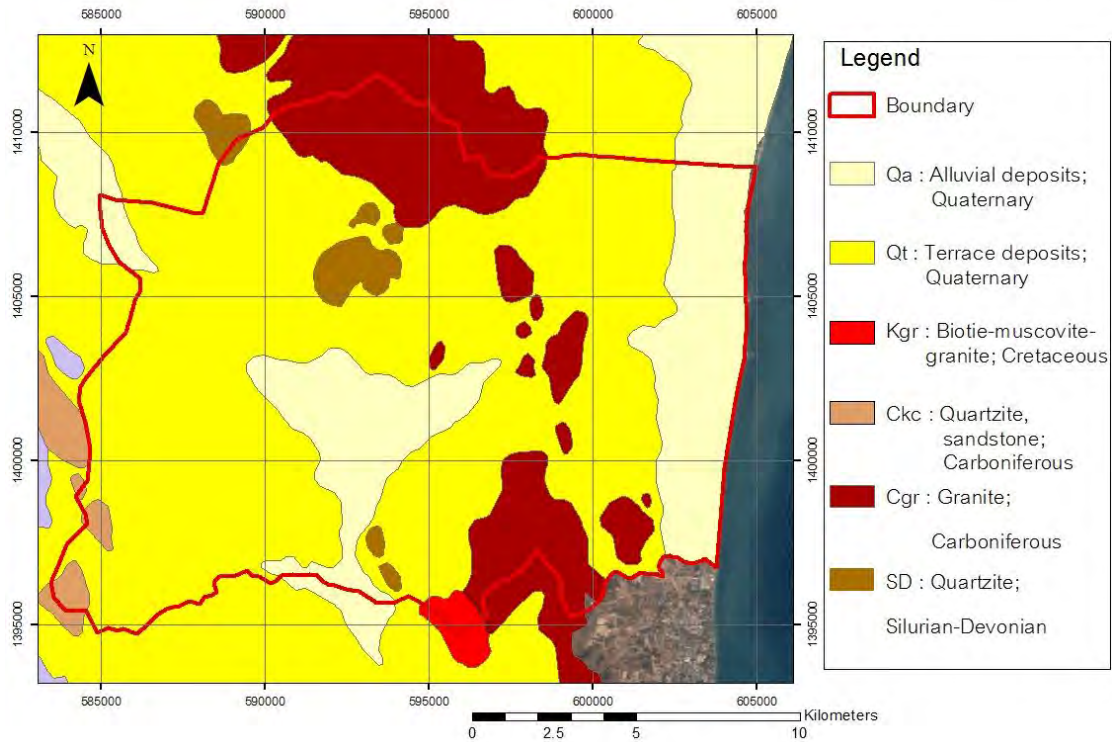 585000 590000 595000 600000 605000
N
1410000 1410000
1405000 1405000
1400000 1400000
1395000 1395000
585000 590000 595000 600000 605000
Kilometers
0 2.5 5 10
Legend
Boundary
Qa : Alluvial deposits;
Quaternary
Qt : Terrace deposits;
Quaternary
Kgr : Biotie-muscovite-
granite; Cretaceous
Ckc : Quartzite,
sandstone;
Carboniferous
Cgr : Granite;
Carboniferous
SD : Quartzite;
Silurian-Devonian